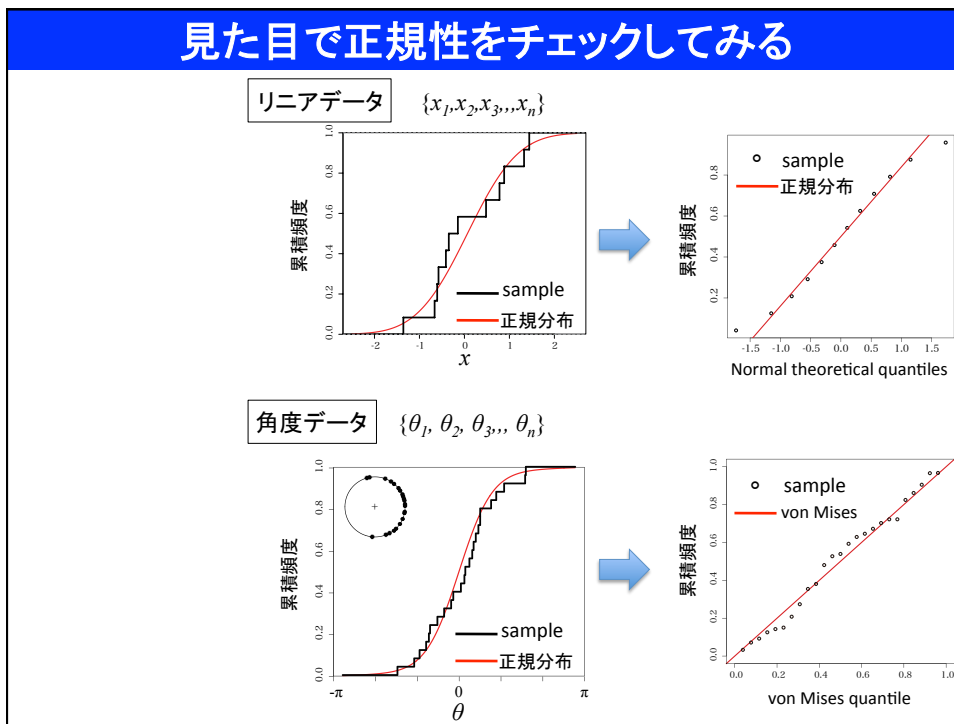 見た目で正規性をチェックしてみる
リニアデータ {x1,x2,x3,,,xn}
累積頻度
1.0
0.8
0.6
0.4
0.2
0.0
sample
正規分布
-2 -1 0 1 2
x
累積頻度
0.8
0.6
0.4
0.2
sample
正規分布
-1.5 -1.0 -0.5 0.0 0.5 1.0 1.5
Normal theoretical quantiles
角度データ {θ1, θ2, θ3,,, θn}
累積頻度
1.0
0.8
0.6
0.4
0.2
0.0
sample
正規分布
-π 0 π
θ
累積頻度
1.0
0.8
0.6
0.4
0.2
0.0
sample
von Mises
0.0 0.2 0.4 0.6 0.8 1.0
von Mises quantile